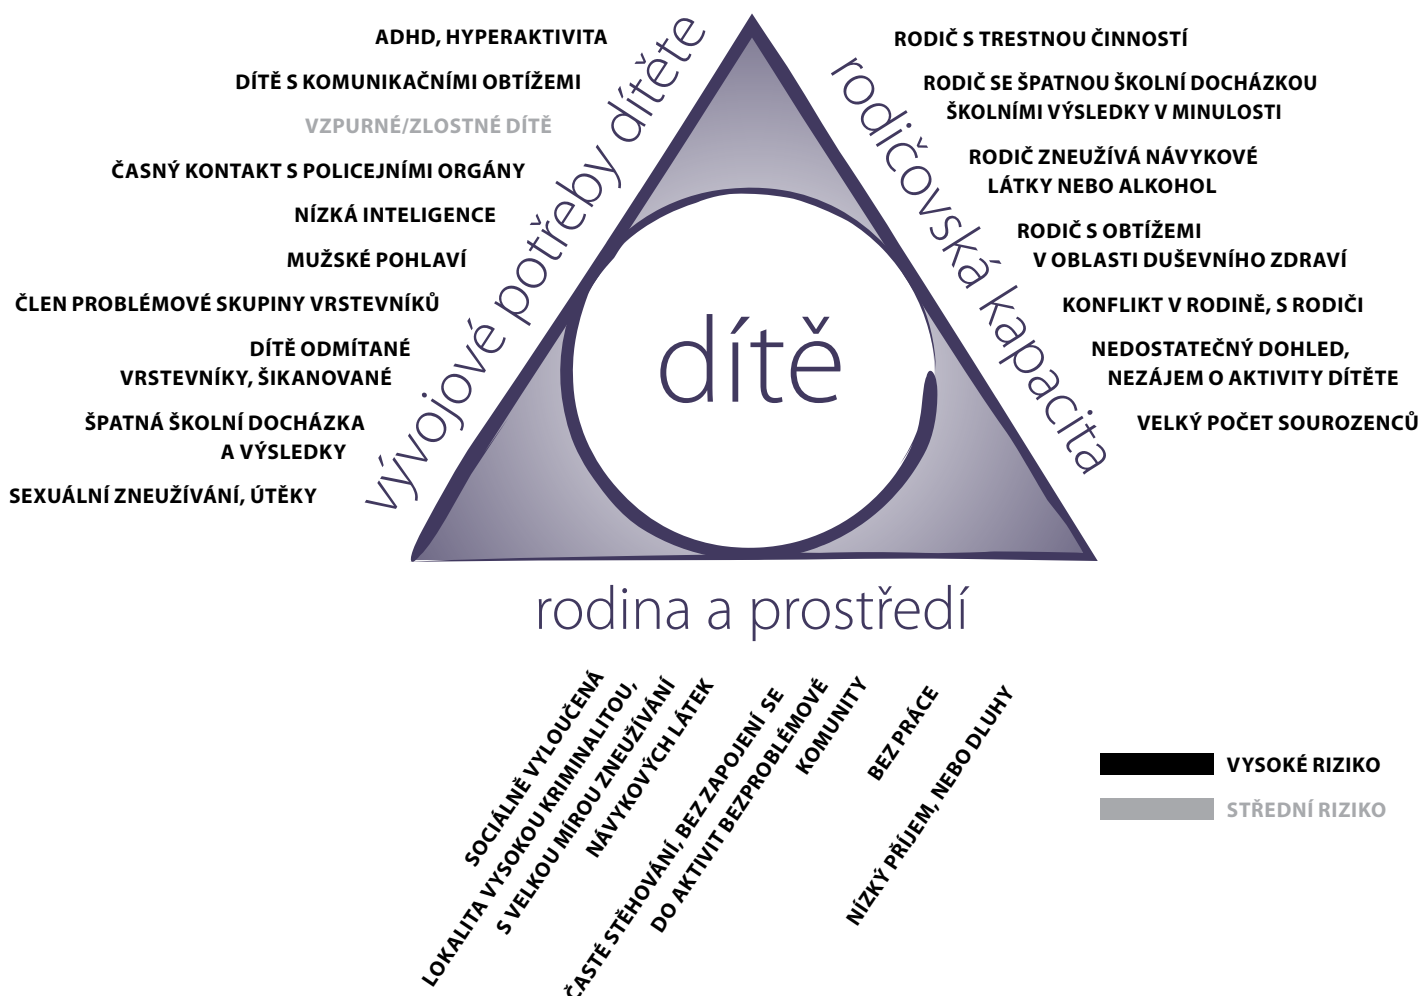 ADHD, HYPERAKTIVITA
DÍTĚ S KOMUNIKAČNÍMI OBTÍŽEMI
VZPURNÉ/ZLOSTNÉ DÍTĚ
ČASNÝ KONTAKT S POLICEJNÍMI ORGÁNY
NÍZKÁ INTELIGENCE
MUŽSKÉ POHLAVÍ
ČLEN PROBLÉMOVÉ SKUPINY VRSTEVNÍKŮ
DÍTĚ ODMÍTANÉ
VRSTEVNÍKY, ŠIKANOVANÉ
ŠPATNÁ ŠKOLNÍ DOCHÁZKA
A VÝSLEDKY
SEXUÁLNÍ ZNEUŽÍVÁNÍ, ÚTĚKY
vývojové potřeby dítěte
dítě
rodičovská kapacita
RODIČ S TRESTNOU ČINNOSTÍ
RODIČ SE ŠPATNOU ŠKOLNÍ DOCHÁZKOU
ŠKOLNÍMI VÝSLEDKY V MINULOSTI
RODIČ ZNEUŽÍVÁ NÁVYKOVÉ
LÁTKY NEBO ALKOHOL
RODIČ S OBTÍŽEMI
V OBLASTI DUŠEVNÍHO ZDRAVÍ
KONFLIKT V RODINĚ, S RODIČI
NEDOSTATEČNÝ DOHLED,
NEZÁJEM O AKTIVITY DÍTĚTE
VELKÝ POČET SOUROZENCŮ
rodina a prostředí
SOCIÁLNĚ VYLOUČENÁ
LOKALITA VYSOKOU KRIMINALITOU,
S VELKOU MÍROU ZNEUŽÍVÁNÍ
NÁVYKOVÝCH LÁTEK
ČASTÉ STĚHOVÁNÍ, BEZ ZAPOJENÍ SE
DO AKTIVIT BEZPROBLÉMOVÉ
KOMUNITY
BEZ PRÁCE
NÍZKÝ PŘÍJEM, NEBO DLUHY
VYSOKÉ RIZIKO
STŘEDNÍ RIZIKO